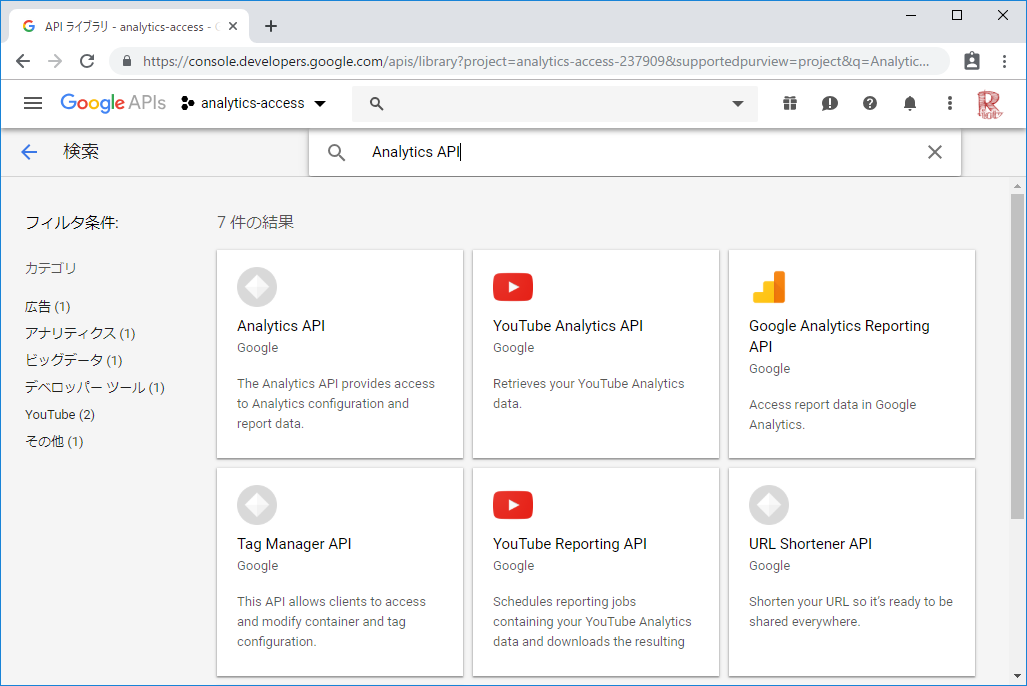 API ライブラリ - analytics-access -
https://console.developers.google.com/apis/library?project=analytics-access-237909&supportedpurview=project&q=Analytic...
Google APIs
analytics-access
検索
Analytics API
フィルタ条件:
カテゴリ
広告 (1)
アナリティクス (1)
ビッグデータ (1)
デベロッパー ツール (1)
YouTube (2)
その他 (1)
7 件の結果
Analytics API
Google
The Analytics API provides access
to Analytics configuration and
report data.
YouTube Analytics API
Google
Retrieves your YouTube Analytics
data.
Google Analytics Reporting
API
Google
Access report data in Google
Analytics.
Tag Manager API
Google
This API allows clients to access
and modify container and tag
configuration.
YouTube Reporting API
Google
Schedules reporting jobs
containing your YouTube Analytics
data and downloads the resulting
URL Shortener API
Google
Shorten your URL so it's ready to be
shared everywhere.